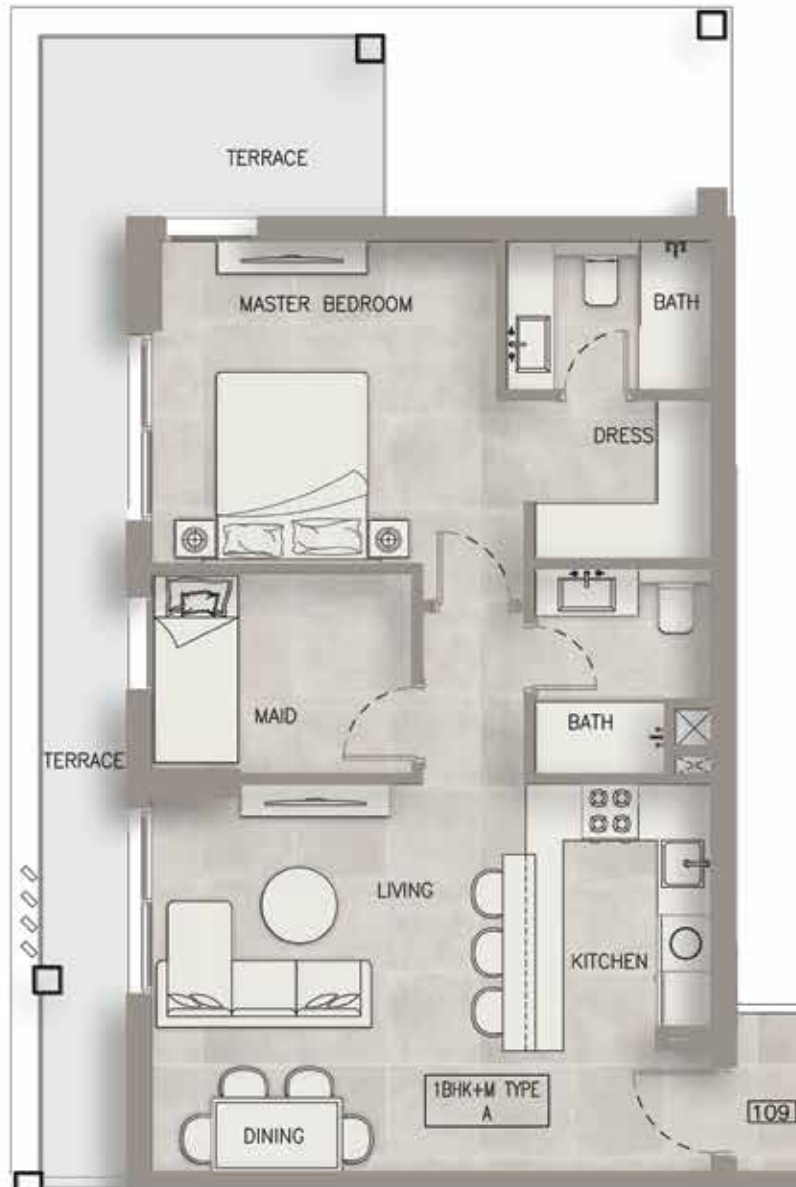 TERRACE
MASTER BEDROOM
BATH
DRESS
MAID
BATH
TERRACE
LIVING
KITCHEN
1BHK+M TYPE
A
109
DINING